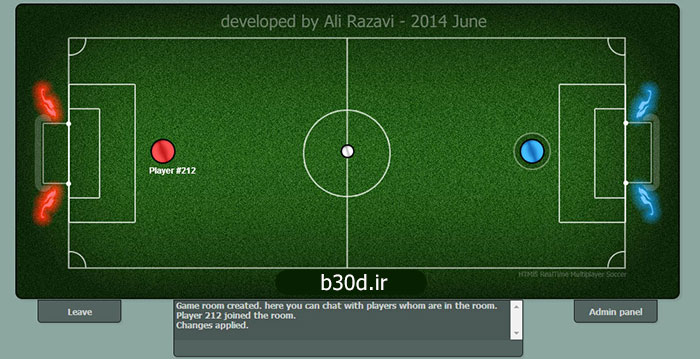 developed by Ali Razavi - 2014 June
Player #212
HTML5 RealTime Multiplayer Soccer
b30d.ir
Leave
Game room created. here you can chat with players whom are in the room.
Player 212 joined the room.
Changes applied.
Admin panel